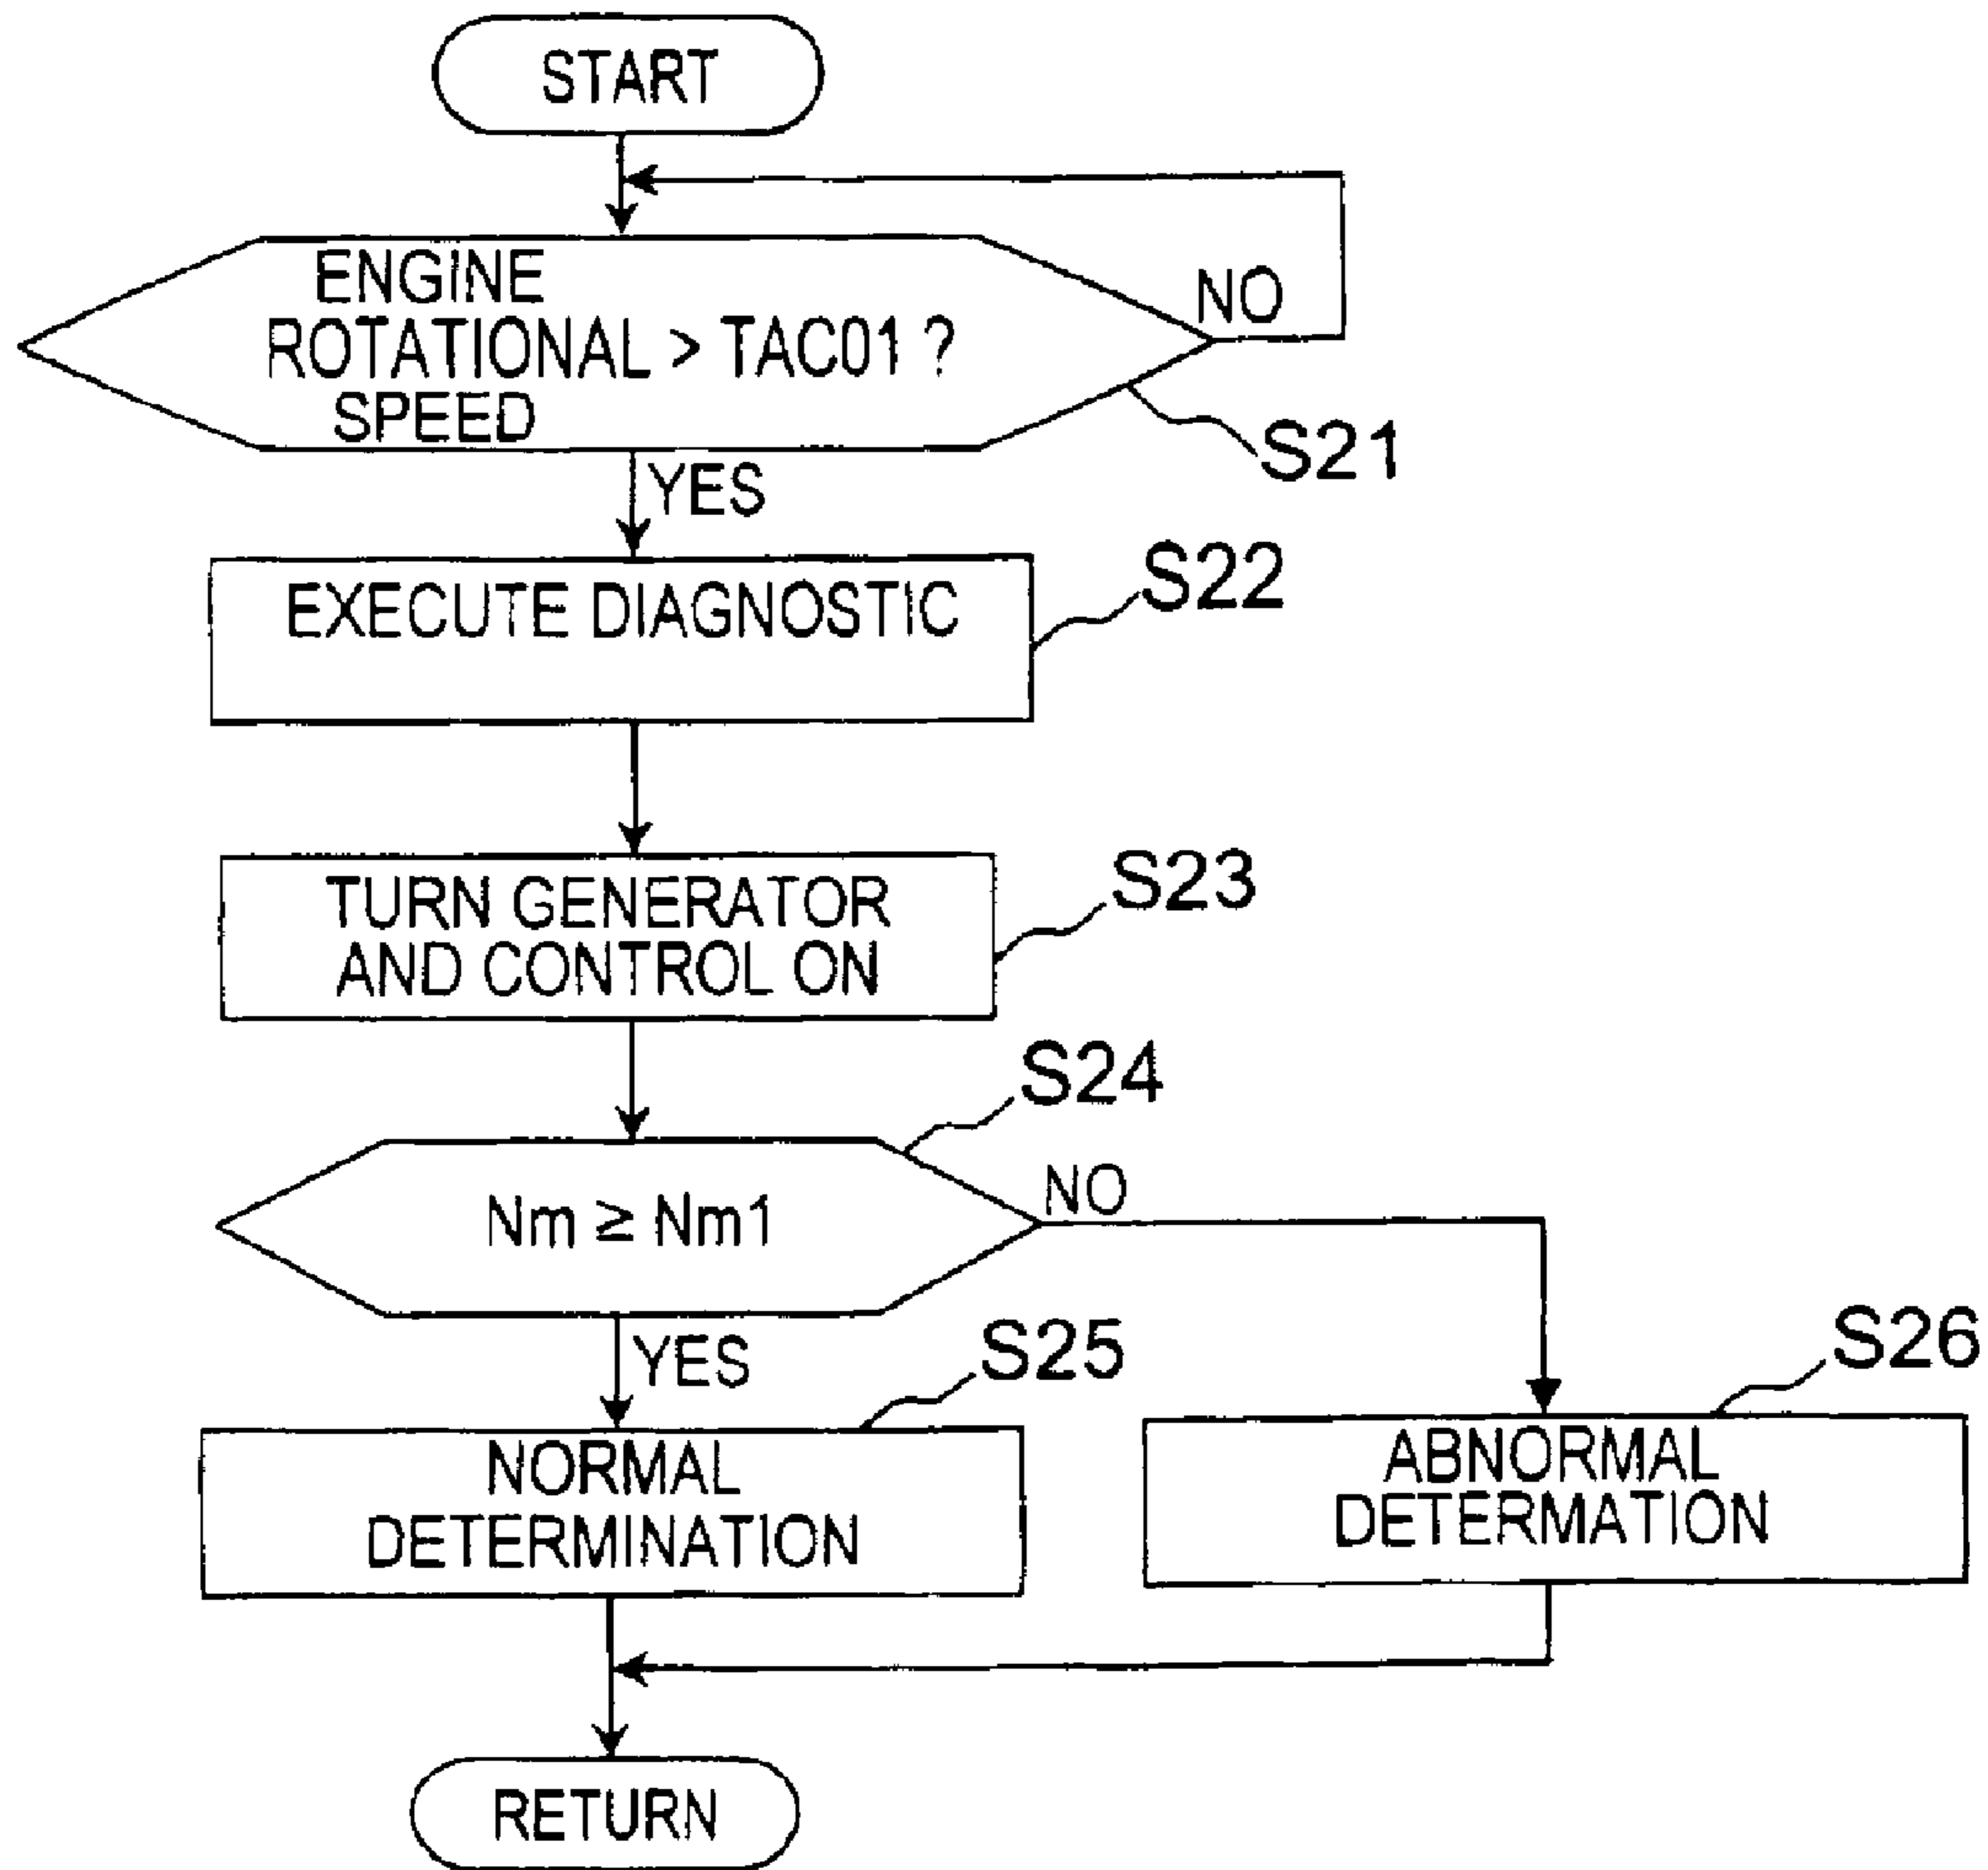 START
ENGINE
ROTATIONAL > TAC01 ?
SPEED
NO
S21
YES
EXECUTE DIAGNOSTIC
S22
TURN GENERATOR
AND CONTROL ON
S23
S24
Nm ≥ Nm1
NO
YES
S25
S26
NORMAL
DETERMINATION
ABNORMAL
DETERMATION
RETURN